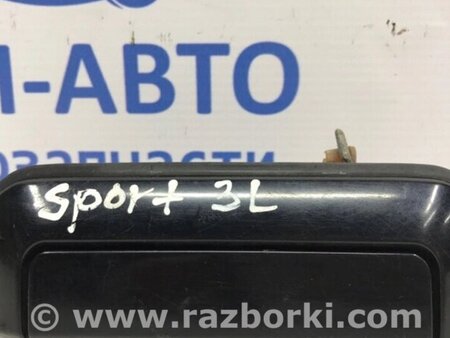 -АВТО
озапчасти
Sport 3L
© www.razborki.com